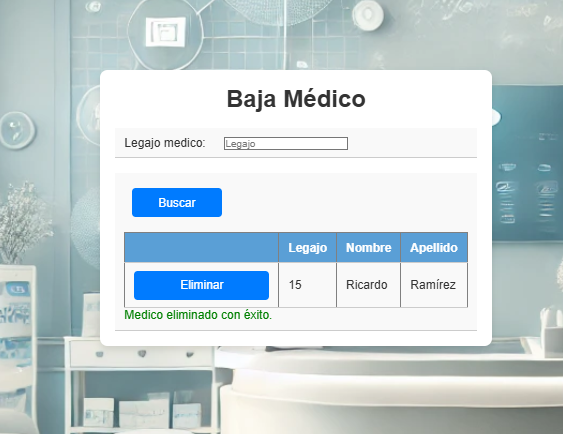 Baja Médico
Legajo medico: Legajo
Buscar
Legajo Nombre Apellido
Eliminar 15 Ricardo Ramírez
Medico eliminado con éxito.